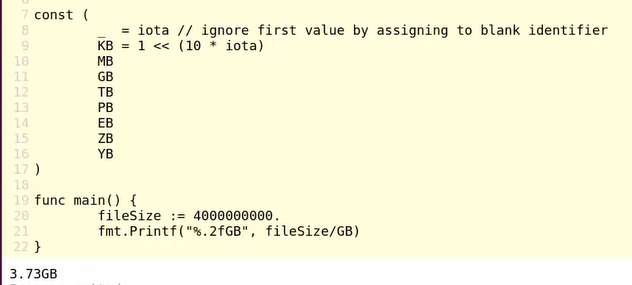 7 const (
8 _ = iota // ignore first value by assigning to blank identifier
9 KB = 1 << (10 * iota)
10 MB
11 GB
12 TB
13 PB
14 EB
15 ZB
16 YB
17 )
18
19 func main() {
20 fileSize := 4000000000.
21 fmt.Printf("%.2fGB", fileSize/GB)
22 }
3.73GB